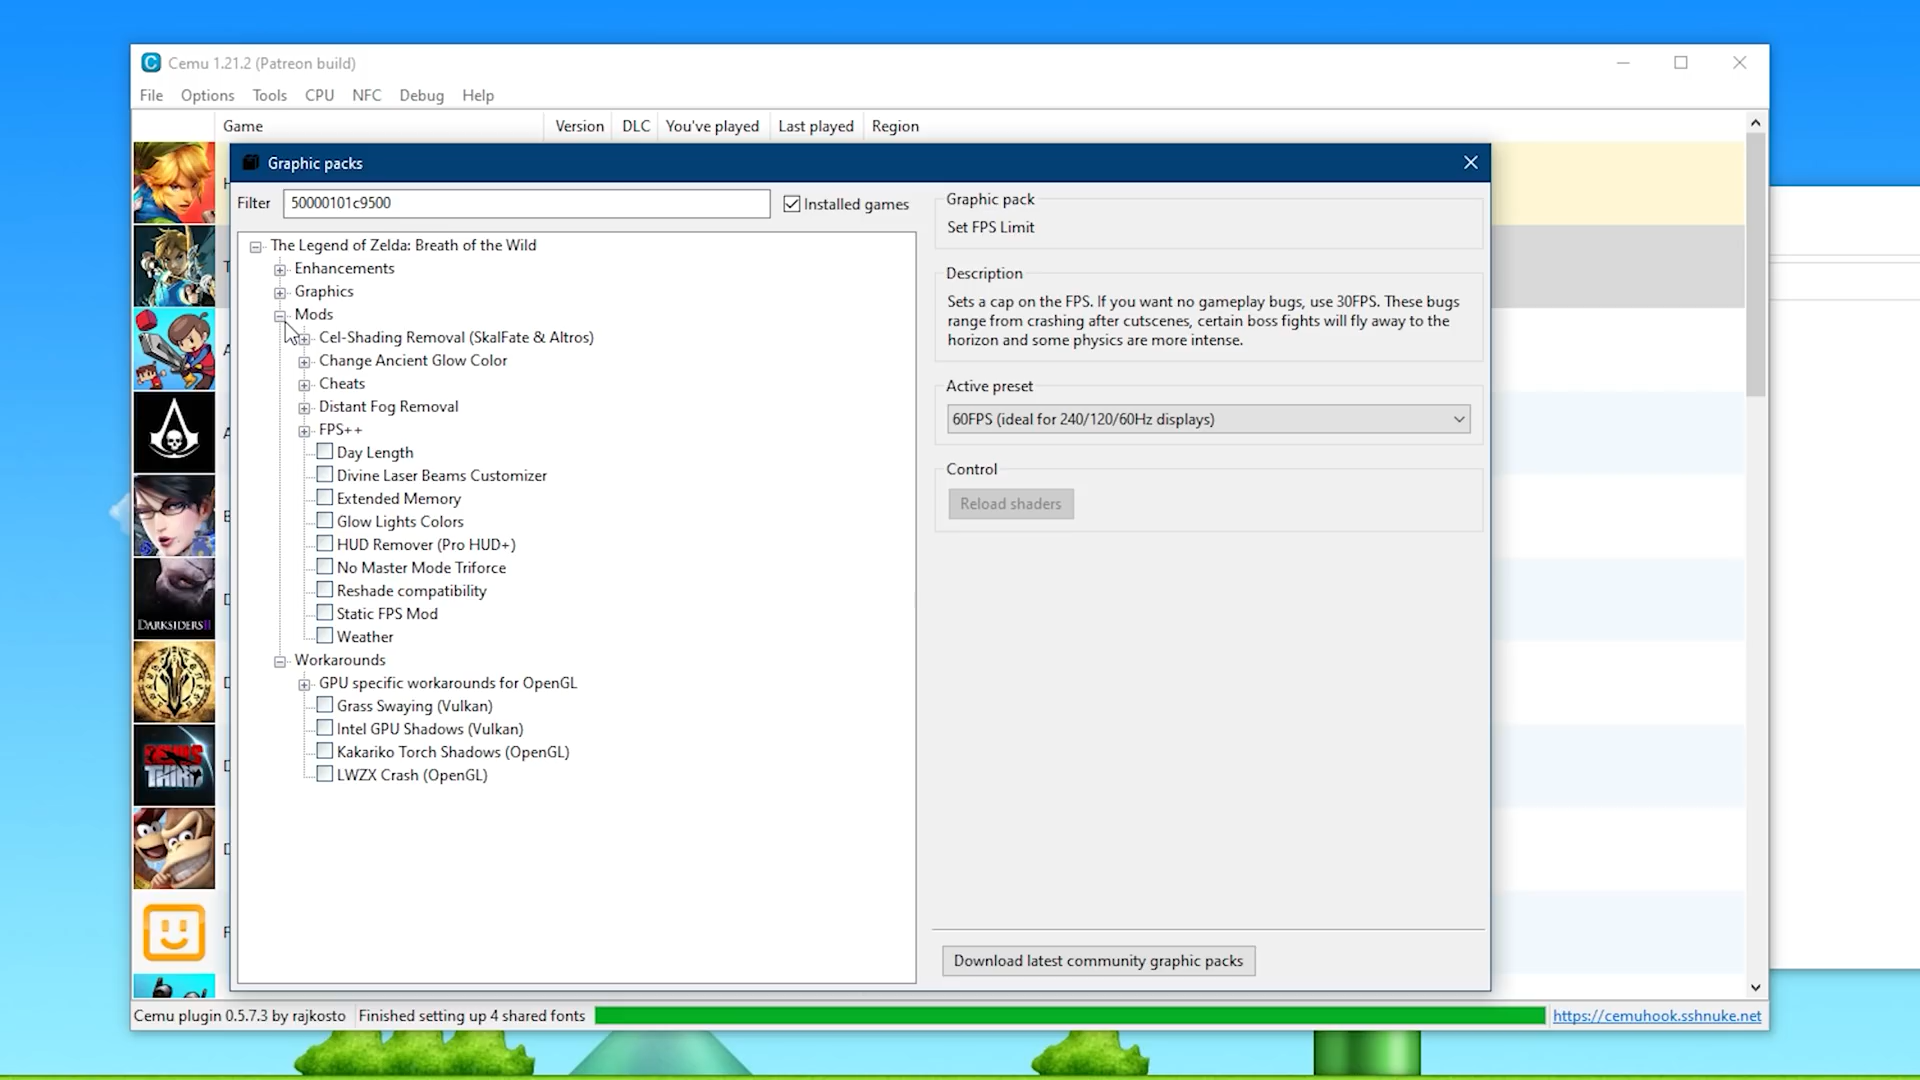 Cemu 1.21.2 (Patreon build)
File Options Tools CPU NFC Debug Help
Game Version DLC You've played Last played Region
Graphic packs
Filter 50000101c9500 Installed games
The Legend of Zelda: Breath of the Wild
Enhancements
Graphics
Mods
Cel-Shading Removal (SkalFate & Altros)
Change Ancient Glow Color
Cheats
Distant Fog Removal
FPS++
Day Length
Divine Laser Beams Customizer
Extended Memory
Glow Lights Colors
HUD Remover (Pro HUD+)
No Master Mode Triforce
Reshade compatibility
Static FPS Mod
Weather
Workarounds
GPU specific workarounds for OpenGL
Grass Swaying (Vulkan)
Intel GPU Shadows (Vulkan)
Kakariko Torch Shadows (OpenGL)
LWZX Crash (OpenGL)
Graphic pack
Set FPS Limit
Description
Sets a cap on the FPS. If you want no gameplay bugs, use 30FPS. These bugs
range from crashing after cutscenes, certain boss fights will fly away to the
horizon and some physics are more intense.
Active preset
60FPS (ideal for 240/120/60Hz displays)
Control
Reload shaders
Download latest community graphic packs
DARKSIDERS II
Cemu plugin 0.5.7.3 by rajkosto Finished setting up 4 shared fonts https://cemuhook.sshnuke.net